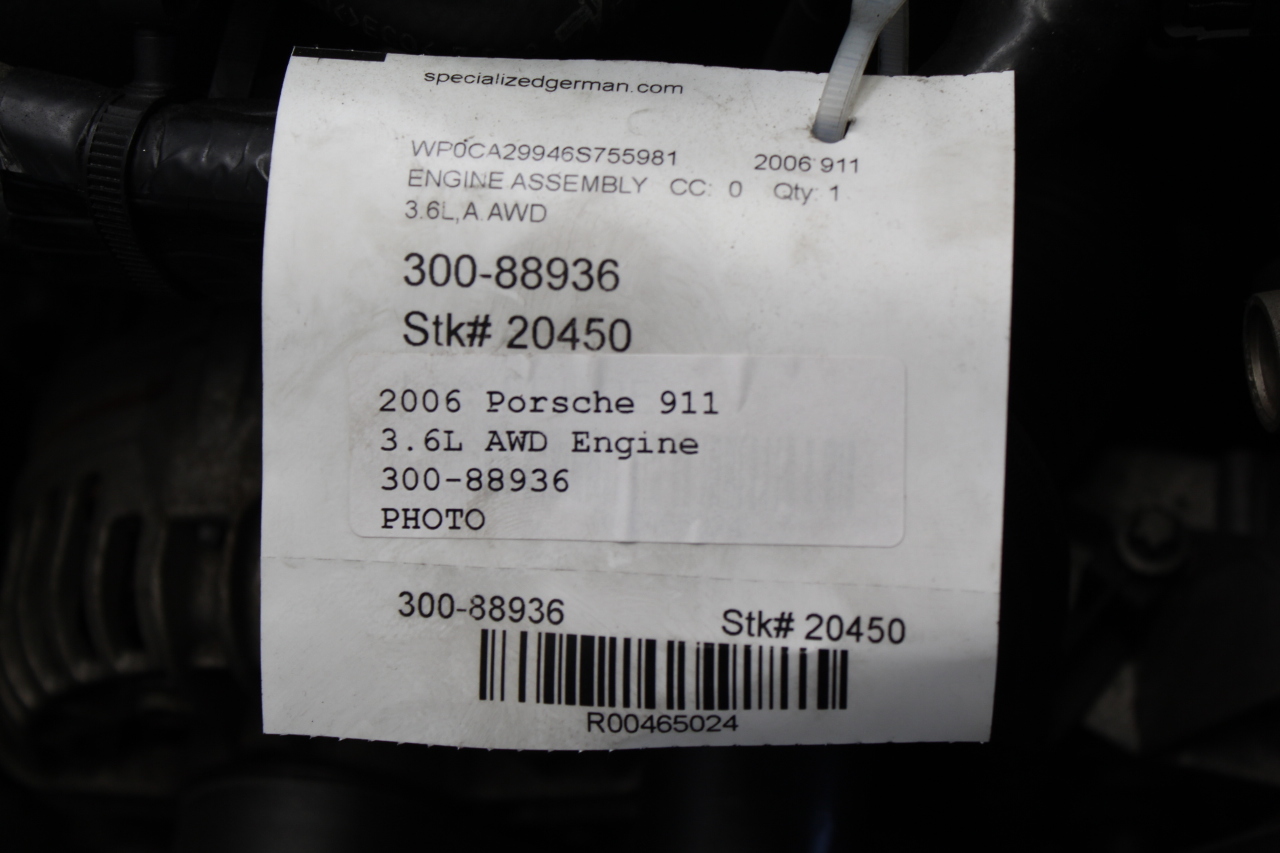 specializedgerman.com
WP0CA29946S755981 2006 911
ENGINE ASSEMBLY CC: 0 Qty: 1
3.6L,A.AWD
300-88936
Stk# 20450
2006 Porsche 911
3.6L AWD Engine
300-88936
PHOTO
300-88936 Stk# 20450
R00465024